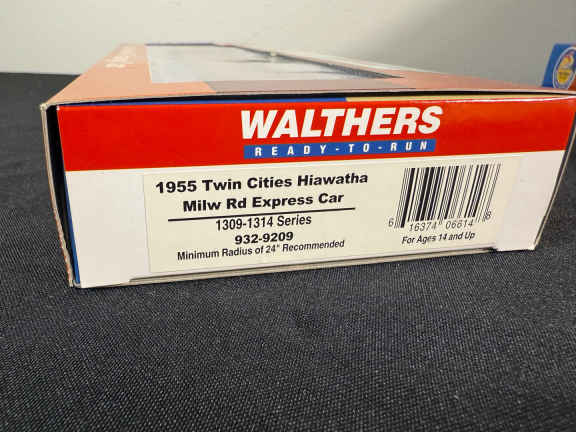 WALTHERS
READY-TO-RUN
1955 Twin Cities Hiawatha
Milw Rd Express Car
1309-1314 Series
932-9209
Minimum Radius of 24" Recommended
6 16374 06614 8
For Ages 14 and Up